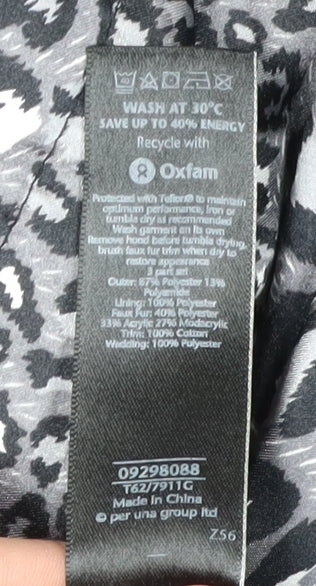 WASH AT 30°C
SAVE UP TO 40% ENERGY
Recycle with
Oxfam
Protected with Teflon® to maintain
optimum performance, iron or
tumble dry as recommended
Wash garment on its own
Remove hood before tumble drying,
brush faux fur trim when dry to
restore appearance
3 part set
Outer: 87% Polyester 13%
Polyamide
Lining: 100% Polyester
Faux Fur: 40% Polyester
33% Acrylic 27% Modacrylic
Trim: 100% Cotton
Wadding: 100% Polyester
09298088
T62/7911G
Made in China
© per una group ltd
Z56